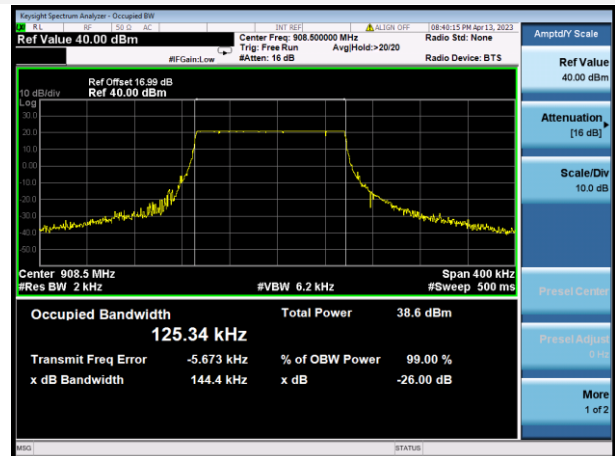 Keysight Spectrum Analyzer - Occupied BW
RL RF 50 Ω AC INT REF ALIGN OFF 08:40:15 PM Apr 13, 2023
Ref Value 40.00 dBm Center Freq: 908.500000 MHz Radio Std: None
Trig: Free Run Avg|Hold:>20/20
#IFGain:Low #Atten: 16 dB Radio Device: BTS
Ref Offset 16.99 dB
10 dB/div Ref 40.00 dBm
Log
30.0
20.0
10.0
0.00
-10.0
-20.0
-30.0
-40.0
-50.0
Center 908.5 MHz Span 400 kHz
#Res BW 2 kHz #VBW 6.2 kHz #Sweep 500 ms
Occupied Bandwidth Total Power 38.6 dBm
125.34 kHz
Transmit Freq Error -5.673 kHz % of OBW Power 99.00 %
x dB Bandwidth 144.4 kHz x dB -26.00 dB
MSG STATUS
Amptd/Y Scale
Ref Value
40.00 dBm
Attenuation
[16 dB]
Scale/Div
10.0 dB
Presel Center
Presel Adjust
0 Hz
More
1 of 2